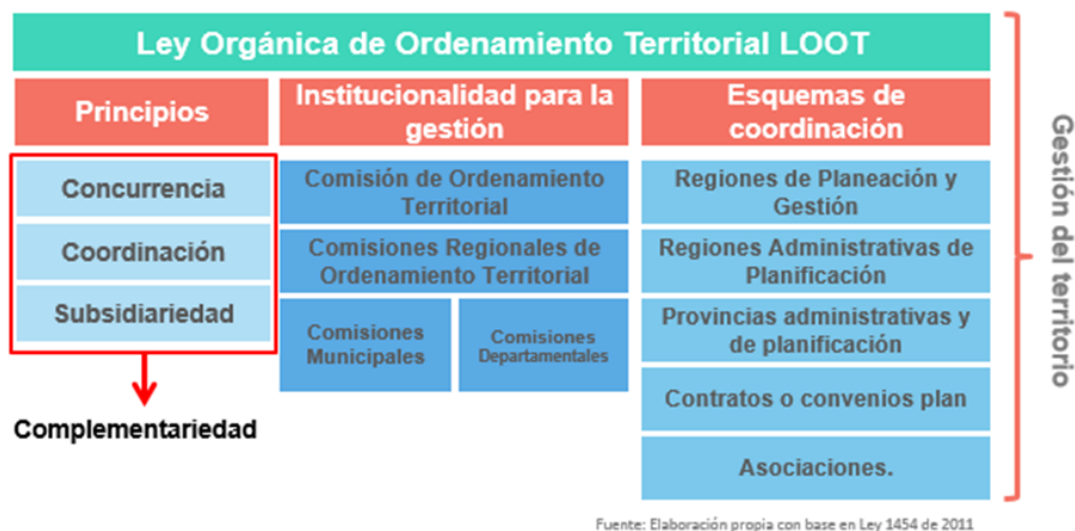 Ley Orgánica de Ordenamiento Territorial LOOT
Principios
Concurrencia
Coordinación
Subsidiariedad
Complementariedad
Institucionalidad para la
gestión
Comisión de Ordenamiento
Territorial
Comisiones Regionales de
Ordenamiento Territorial
Comisiones
Municipales
Comisiones
Departamentales
Esquemas de
coordinación
Regiones de Planeación y
Gestión
Regiones Administrativas de
Planificación
Provincias administrativas y
de planificación
Contratos o convenios plan
Asociaciones.
Gestión del territorio
Fuente: Elaboración propia con base en Ley 1454 de 2011